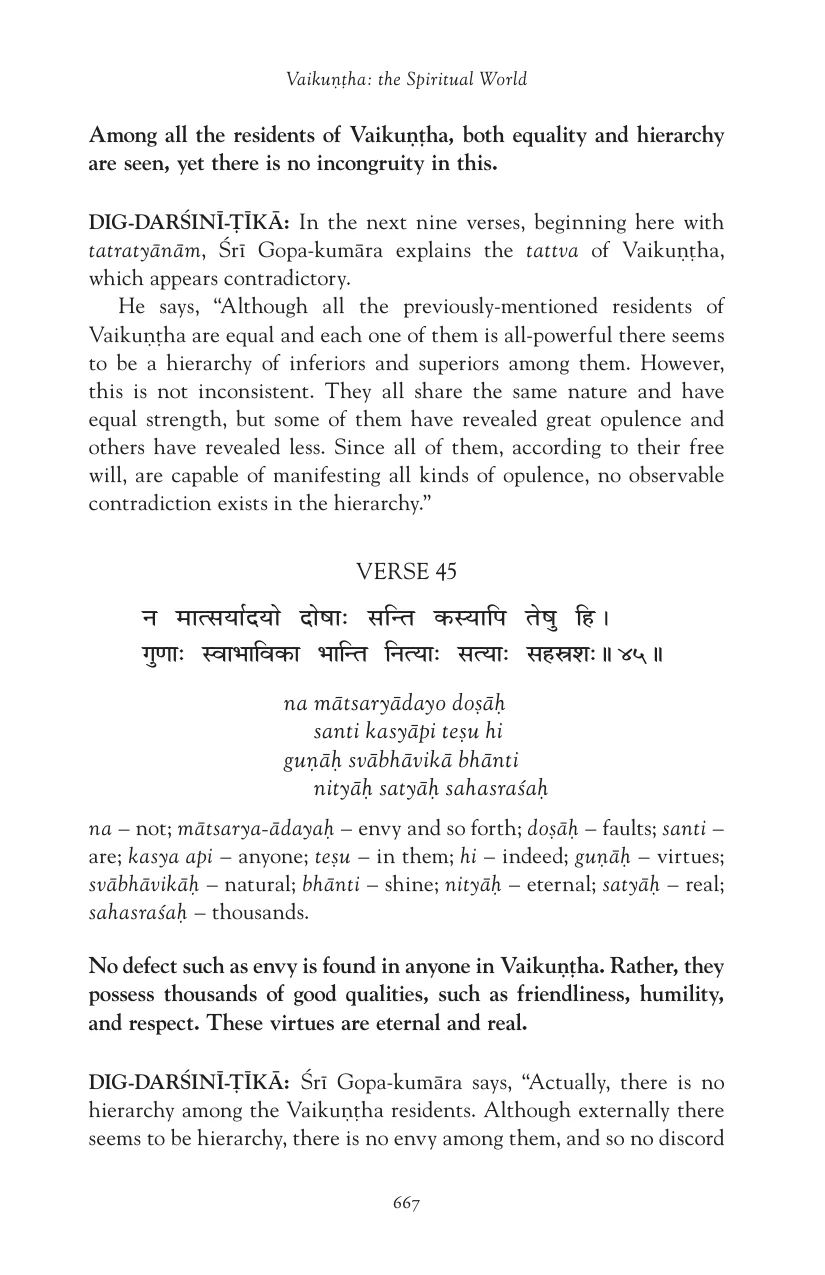 Vaikuṇṭha: the Spiritual World
Among all the residents of Vaikuṇṭha, both equality and hierarchy
are seen, yet there is no incongruity in this.
DIG-DARŚINĪ-ṬĪKĀ: In the next nine verses, beginning here with
tatratyānām, Śrī Gopa-kumāra explains the tattva of Vaikuṇṭha,
which appears contradictory.
He says, “Although all the previously-mentioned residents of
Vaikuṇṭha are equal and each one of them is all-powerful there seems
to be a hierarchy of inferiors and superiors among them. However,
this is not inconsistent. They all share the same nature and have
equal strength, but some of them have revealed great opulence and
others have revealed less. Since all of them, according to their free
will, are capable of manifesting all kinds of opulence, no observable
contradiction exists in the hierarchy.”
VERSE 45
न मात्सर्यादयो दोषाः सन्ति कस्यापि तेषु हि ।
गुणाः स्वाभाविका भान्ति नित्याः सत्याः सहस्रशः ॥ ४५ ॥
na mātsaryādayo doṣāḥ
santi kasyāpi teṣu hi
guṇāḥ svābhāvikā bhānti
nityāḥ satyāḥ sahasraśaḥ
na – not; mātsarya-ādayaḥ – envy and so forth; doṣāḥ – faults; santi –
are; kasya api – anyone; teṣu – in them; hi – indeed; guṇāḥ – virtues;
svābhāvikāḥ – natural; bhānti – shine; nityāḥ – eternal; satyāḥ – real;
sahasraśaḥ – thousands.
No defect such as envy is found in anyone in Vaikuṇṭha. Rather, they
possess thousands of good qualities, such as friendliness, humility,
and respect. These virtues are eternal and real.
DIG-DARŚINĪ-ṬĪKĀ: Śrī Gopa-kumāra says, “Actually, there is no
hierarchy among the Vaikuṇṭha residents. Although externally there
seems to be hierarchy, there is no envy among them, and so no discord
667